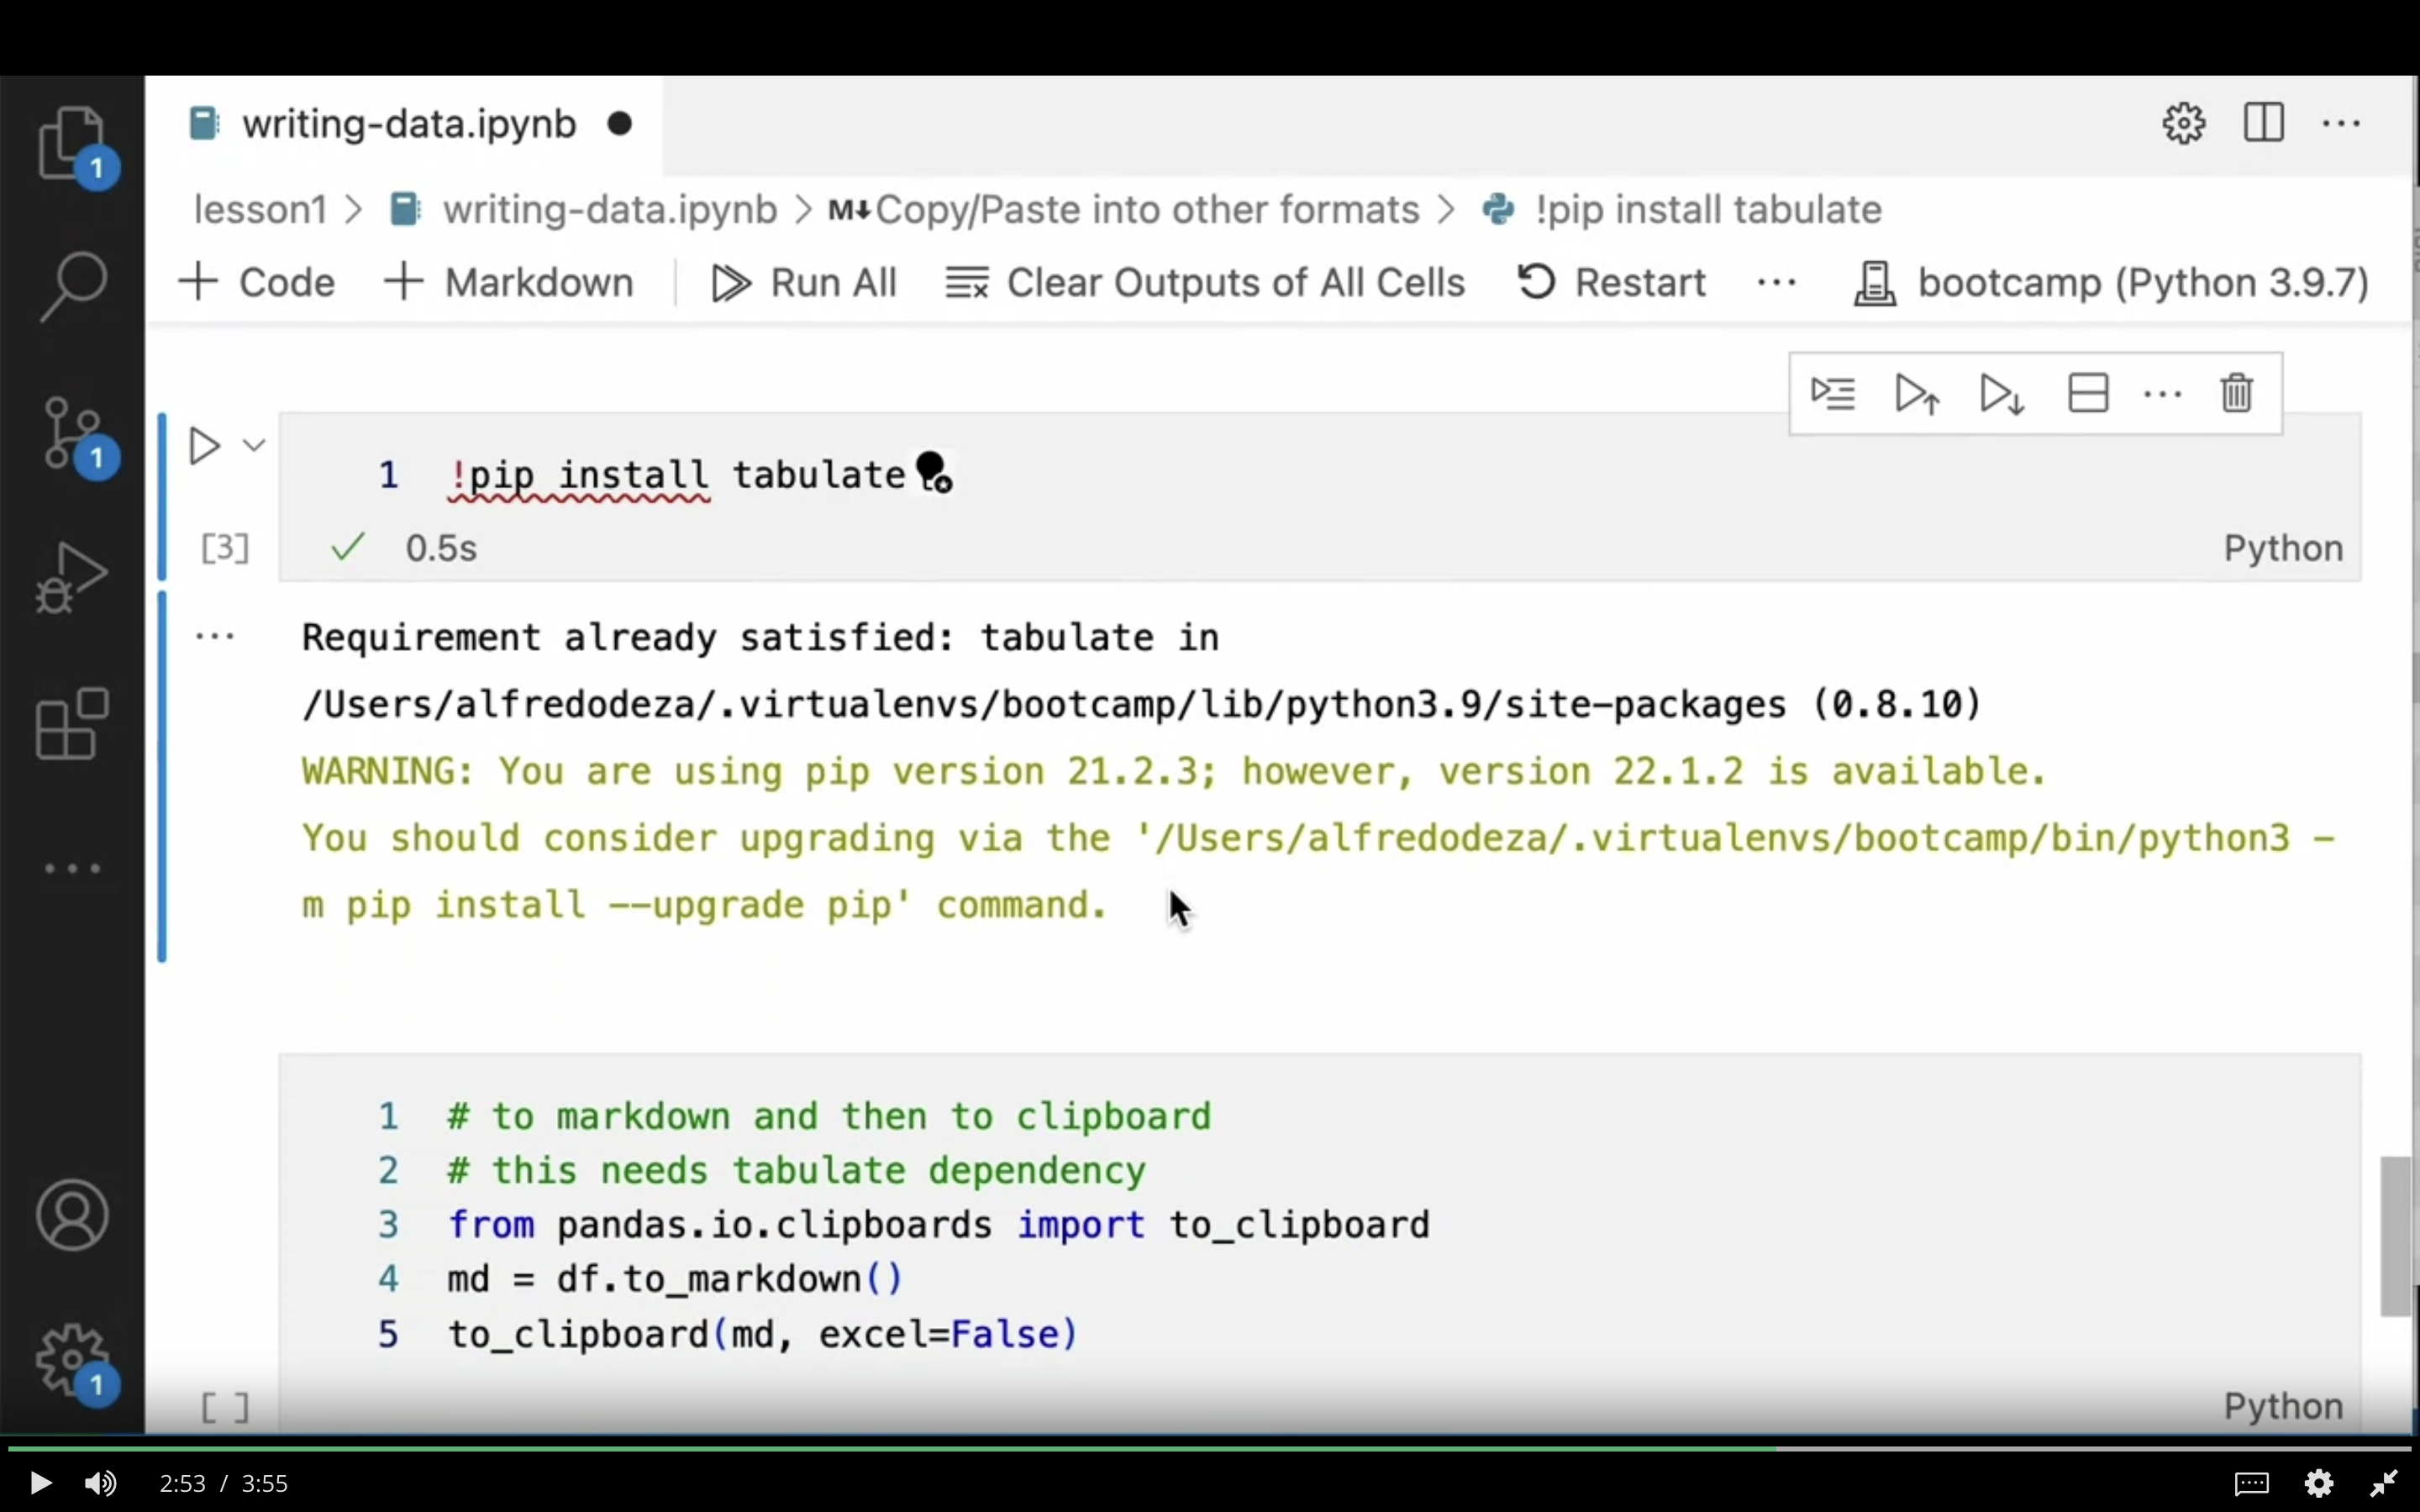 writing-data.ipynb
lesson1 > writing-data.ipynb > M↓Copy/Paste into other formats > !pip install tabulate
+ Code + Markdown Run All Clear Outputs of All Cells Restart ... bootcamp (Python 3.9.7)
1
1
1 !pip install tabulate
[3] 0.5s Python
... Requirement already satisfied: tabulate in
/Users/alfredodeza/.virtualenvs/bootcamp/lib/python3.9/site-packages (0.8.10)
WARNING: You are using pip version 21.2.3; however, version 22.1.2 is available.
You should consider upgrading via the '/Users/alfredodeza/.virtualenvs/bootcamp/bin/python3 -
m pip install --upgrade pip' command.
1 # to markdown and then to clipboard
2 # this needs tabulate dependency
3 from pandas.io.clipboards import to_clipboard
4 md = df.to_markdown()
5 to_clipboard(md, excel=False)
1
[ ] Python
2:53 / 3:55